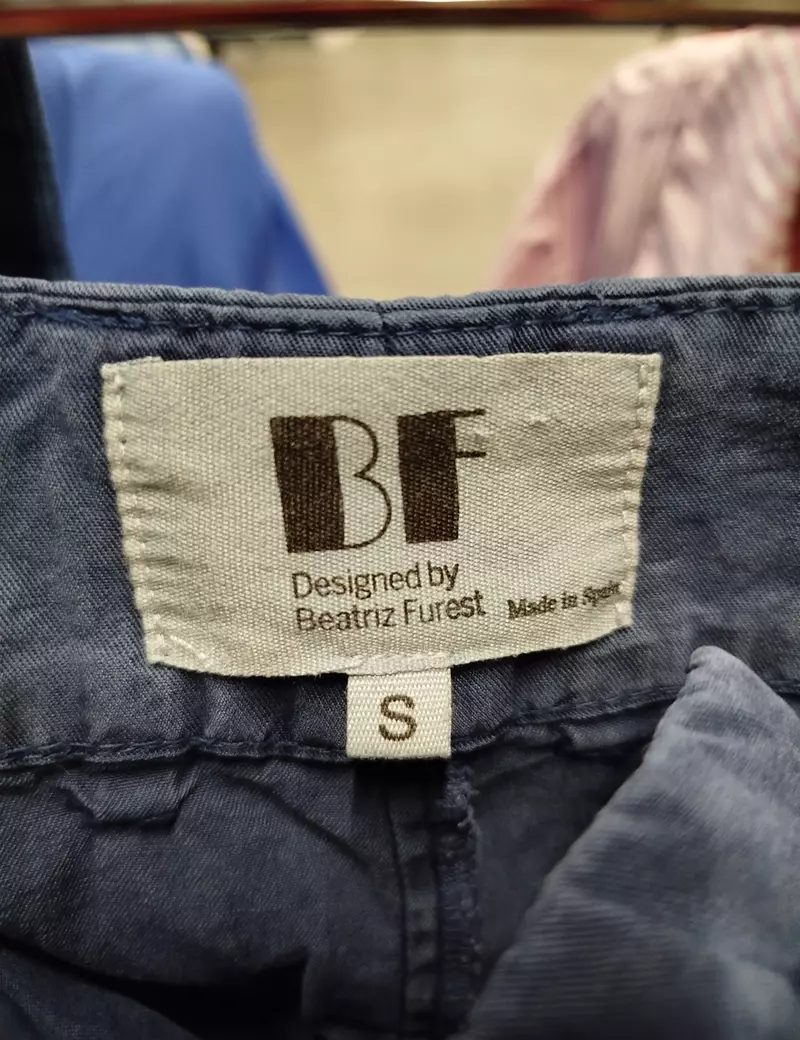 BF
Designed by
Beatriz Furest
Made in Spain
S